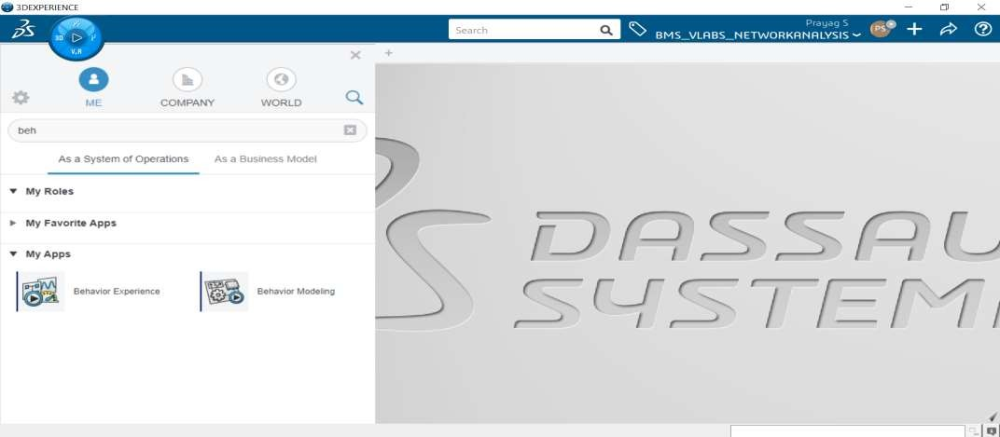 3DEXPERIENCE
3D
V.R
Search
Prayag S
BMS_VLABS_NETWORKANALYSIS
PS
ME
COMPANY
WORLD
beh
As a System of Operations
As a Business Model
My Roles
My Favorite Apps
My Apps
Behavior Experience
Behavior Modeling
DASSAU
SYSTEM